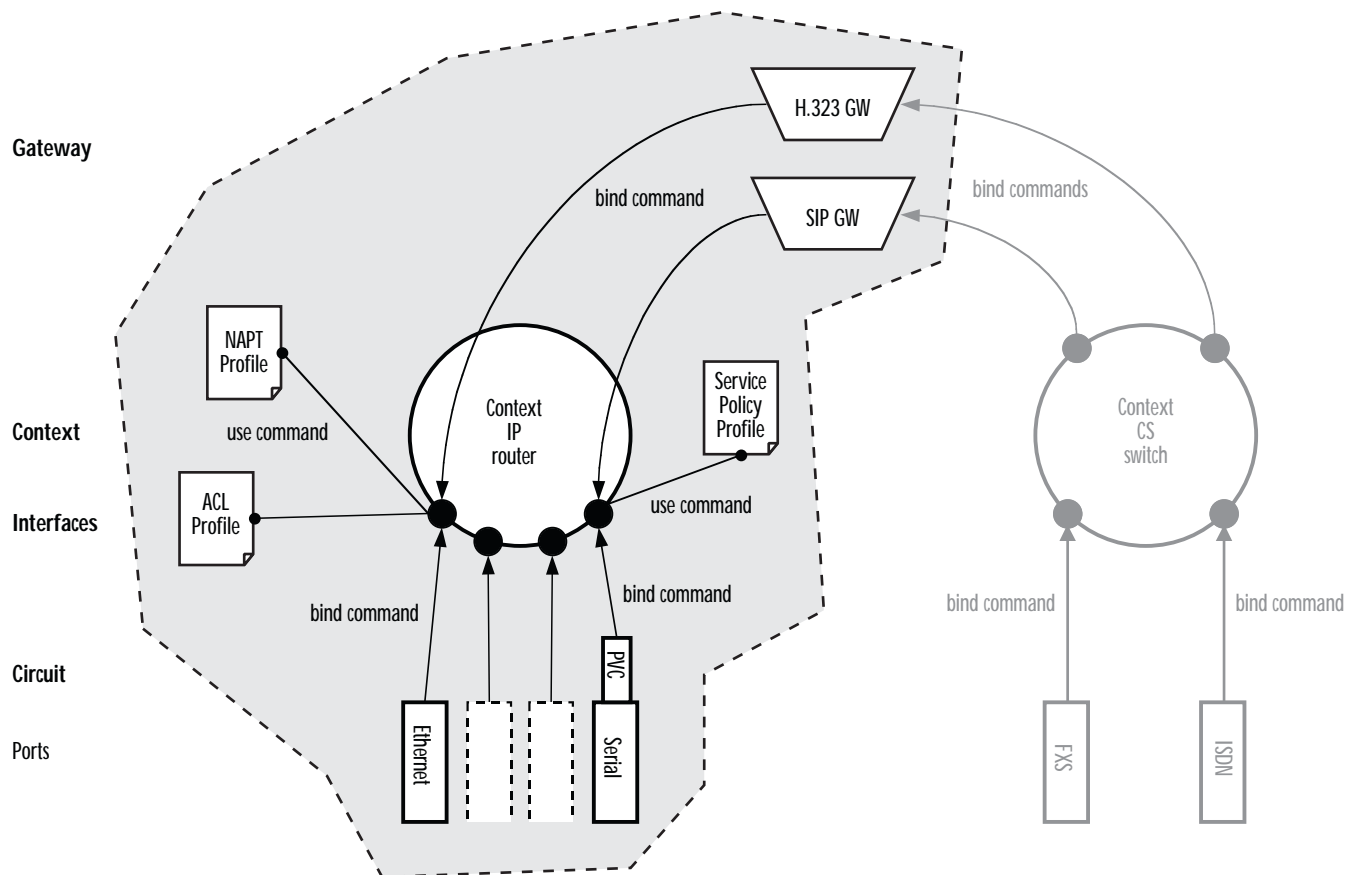 Gateway
H.323 GW
bind command
bind commands
SIP GW
NAPT
Profile
Service
Policy
Profile
Context
IP
router
Context
CS
switch
Context
use command
ACL
Profile
use command
Interfaces
bind command
bind command
bind command
bind command
Circuit
PVC
Ports
Ethernet
Serial
FXS
ISDN